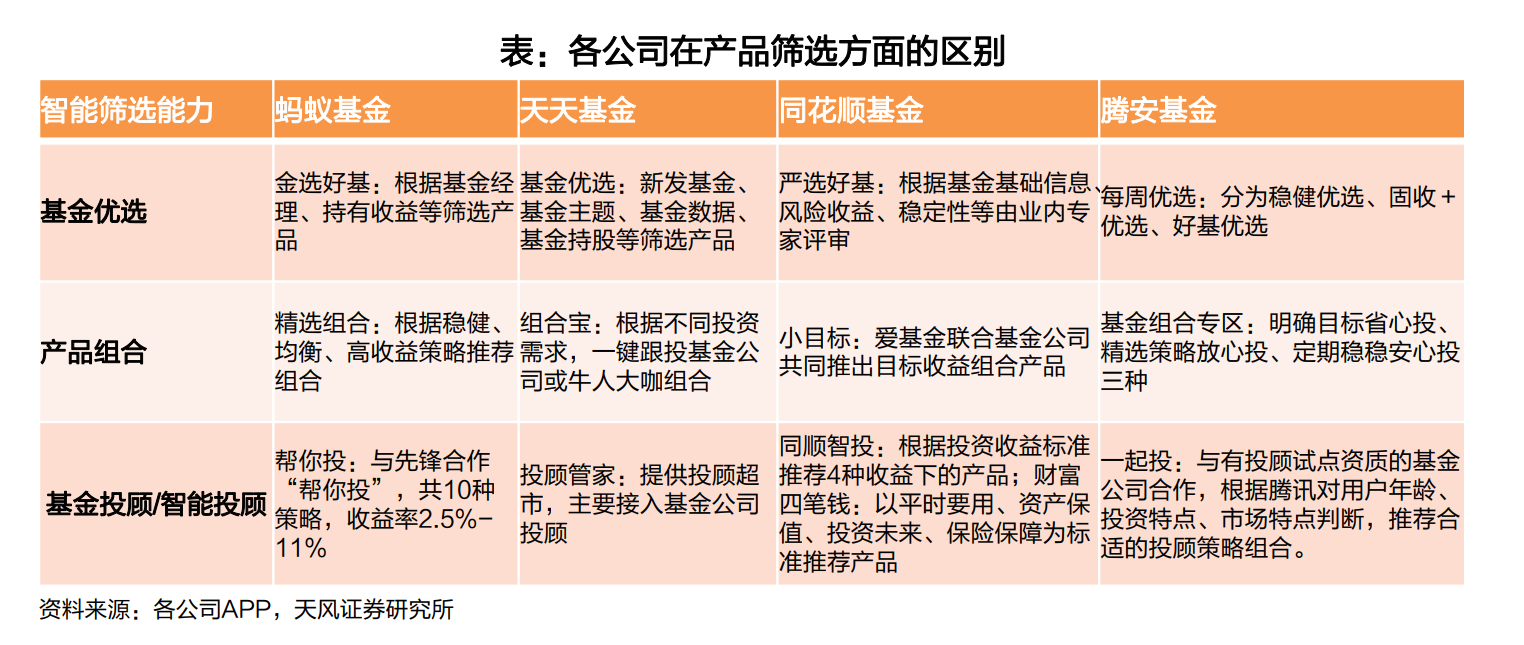 表：各公司在产品筛选方面的区别
智能筛选能力
蚂蚁基金
天天基金
同花顺基金
腾安基金
基金优选
金选好基：根据基金经
理、持有收益等筛选产
品
基金优选：新发基金、
基金主题、基金数据、
基金持股等筛选产品
严选好基：根据基金基础信息、
风险收益、稳定性等由业内专
家评审
每周优选：分为稳健优选、固收+
优选、好基优选
产品组合
精选组合：根据稳健、
均衡、高收益策略推荐
组合
组合宝：根据不同投资
需求，一键跟投基金公
司或牛人大咖组合
小目标：爱基金联合基金公司
共同推出目标收益组合产品
基金组合专区：明确目标省心投、
精选策略放心投、定期稳稳安心投
三种
基金投顾/智能投顾
帮你投：与先锋合作
“帮你投”，共10种
策略，收益率2.5%-
11%
投顾管家：提供投顾超
市，主要接入基金公司
投顾
同顺智投：根据投资收益标准
推荐4种收益下的产品；财富
四笔钱：以平时要用、资产保
值、投资未来、保险保障为标
准推荐产品
一起投：与有投顾试点资质的基金
公司合作，根据腾讯对用户年龄、
投资特点、市场特点判断，推荐合
适的投顾策略组合。
资料来源：各公司APP，天风证券研究所